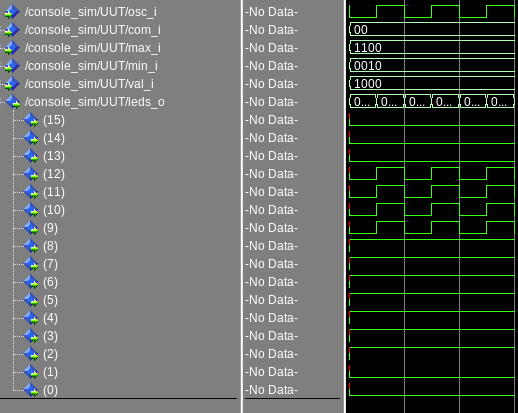 /console_sim/UUT/osc_i -No Data-
/console_sim/UUT/com_i -No Data- 00
/console_sim/UUT/max_i -No Data- 1100
/console_sim/UUT/min_i -No Data- 0010
/console_sim/UUT/val_i -No Data- 1000
/console_sim/UUT/leds_o -No Data- 0... 0... 0... 0... 0... 0...
(15) -No Data-
(14) -No Data-
(13) -No Data-
(12) -No Data-
(11) -No Data-
(10) -No Data-
(9) -No Data-
(8) -No Data-
(7) -No Data-
(6) -No Data-
(5) -No Data-
(4) -No Data-
(3) -No Data-
(2) -No Data-
(1) -No Data-
(0) -No Data-